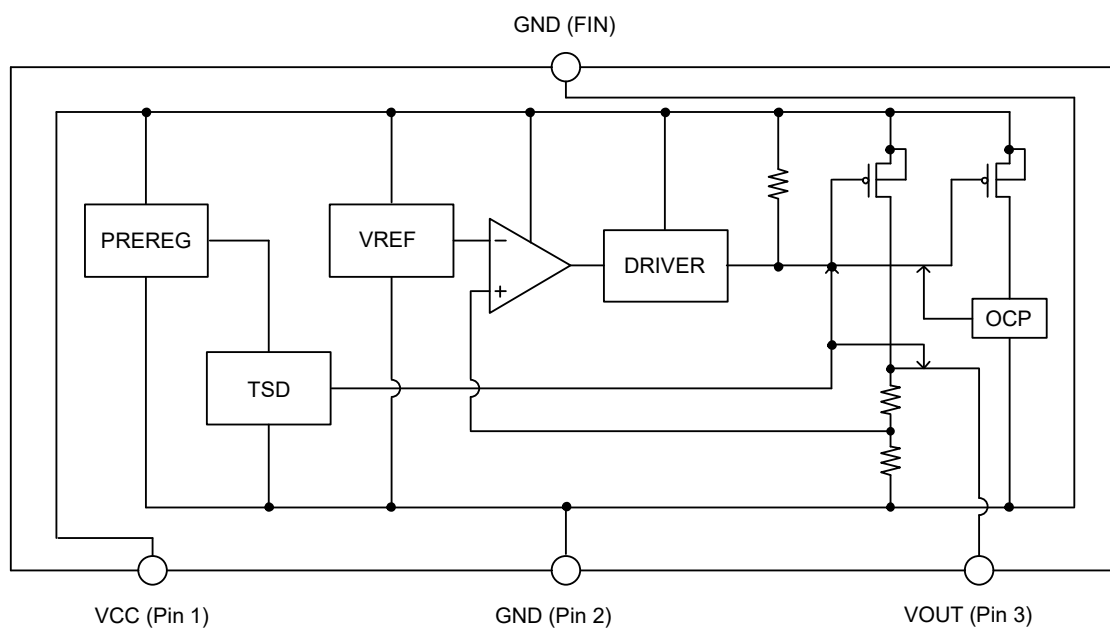 GND (FIN)
PREREG
VREF
−
+
DRIVER
OCP
TSD
VCC (Pin 1)
GND (Pin 2)
VOUT (Pin 3)